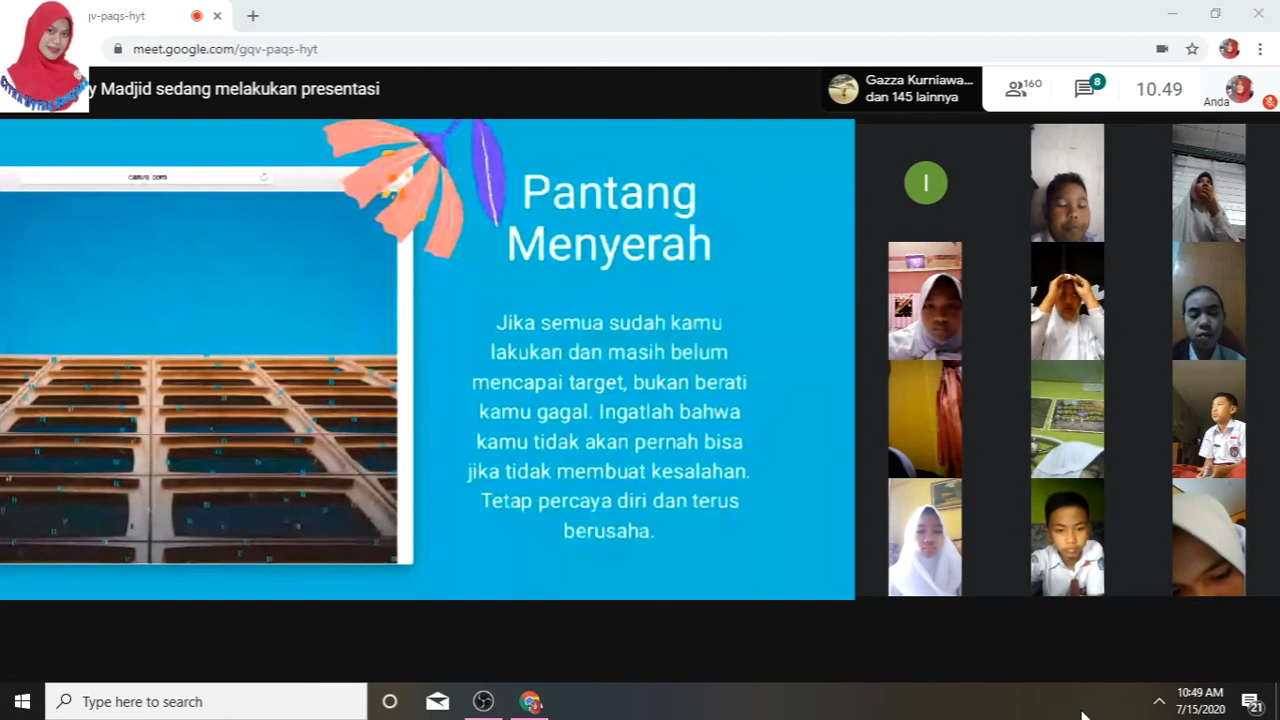 gv-paqs-hyt
meet.google.com/gqv-paqs-hyt
y Madjid sedang melakukan presentasi
Gazza Kurniawa...
dan 145 lainnya
160
8
10.49
Anda
canva.com
I
Pantang
Menyerah
Jika semua sudah kamu
lakukan dan masih belum
mencapai target, bukan berati
kamu gagal. Ingatlah bahwa
kamu tidak akan pernah bisa
jika tidak membuat kesalahan.
Tetap percaya diri dan terus
berusaha.
Type here to search
10:49 AM
7/15/2020
21